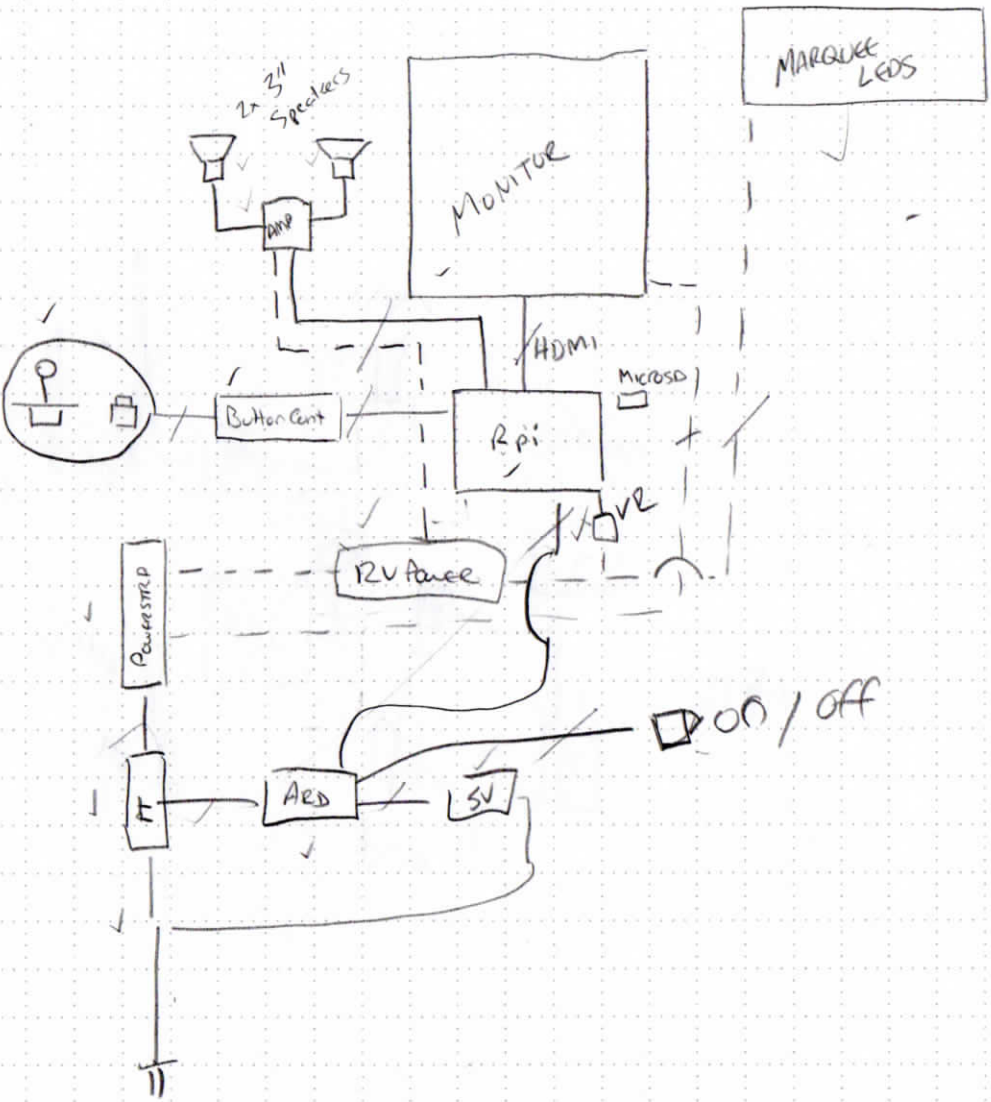 MARQUEE
LEDS
2x 3"
Speakers
MONITOR
AMP
HDMI
MicroSD
Button Cont
Rpi
VR
12V Power
POWERSTRIP
ON / Off
ARD
5V